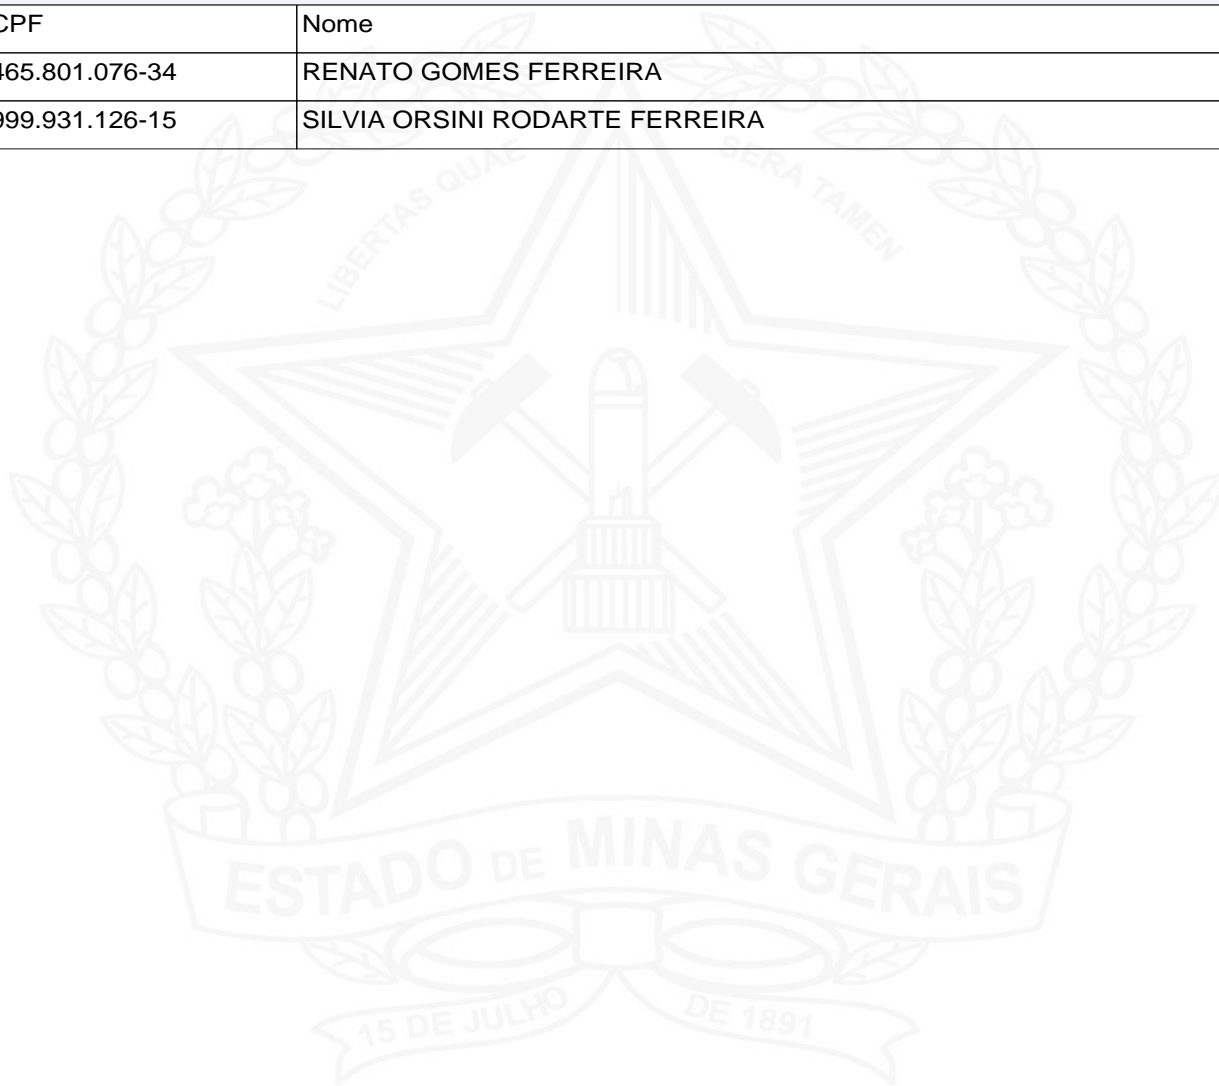 CPF Nome
465.801.076-34 RENATO GOMES FERREIRA
999.931.126-15 SILVIA ORSINI RODARTE FERREIRA
LIBERTAS QUAE SERA TAMEN
ESTADO DE MINAS GERAIS
15 DE JULHO DE 1891